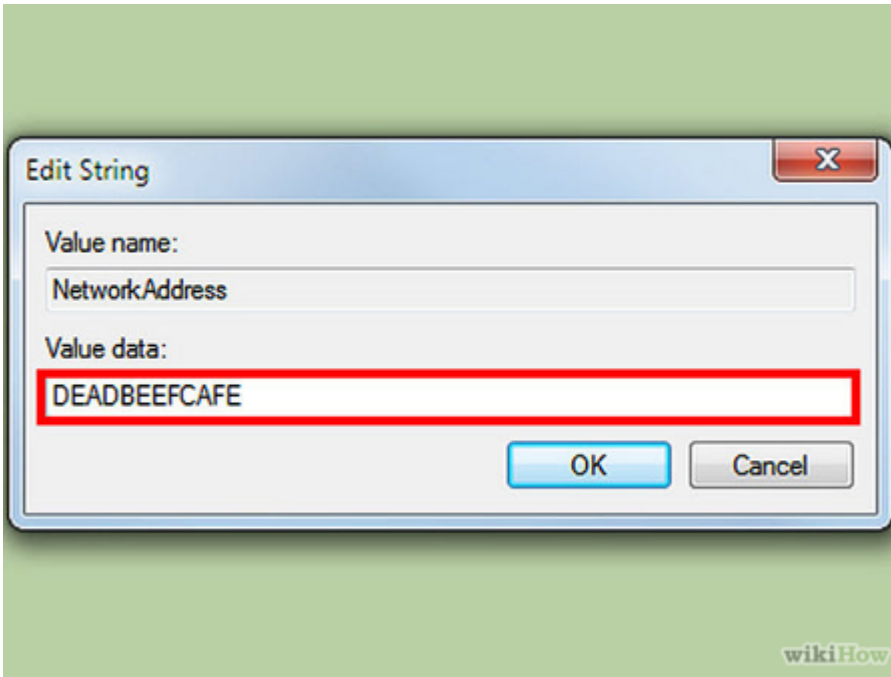 Edit String
Value name:
NetworkAddress
Value data:
DEADBEEFCAFE
OK
Cancel
wikiHow